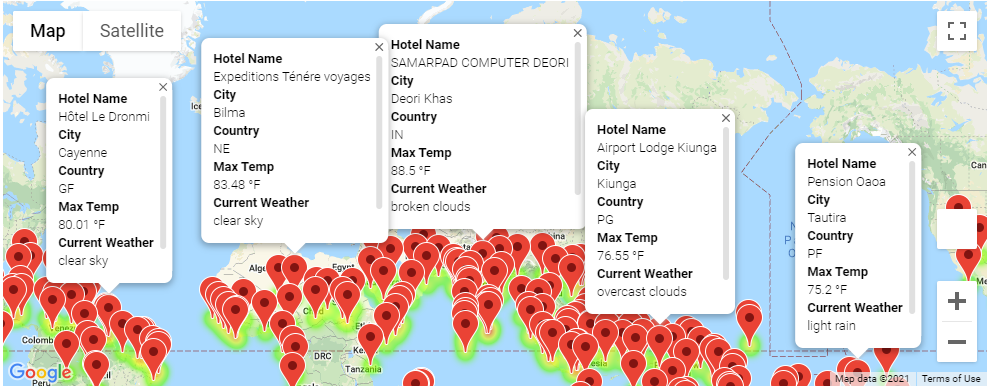 Map
Satellite
Hotel Name
Hôtel Le Dronmi
City
Cayenne
Country
GF
Max Temp
80.01 °F
Current Weather
clear sky
Hotel Name
Expeditions Ténére voyages
City
Bilma
Country
NE
Max Temp
83.48 °F
Current Weather
clear sky
Hotel Name
SAMARPAD COMPUTER DEORI
City
Deori Khas
Country
IN
Max Temp
88.5 °F
Current Weather
broken clouds
Hotel Name
Airport Lodge Kiunga
City
Kiunga
Country
PG
Max Temp
76.55 °F
Current Weather
overcast clouds
Hotel Name
Pension Oaoa
City
Tautira
Country
PF
Max Temp
75.2 °F
Current Weather
light rain
DRC
Tanzania
Google
Map data ©2021
Terms of Use